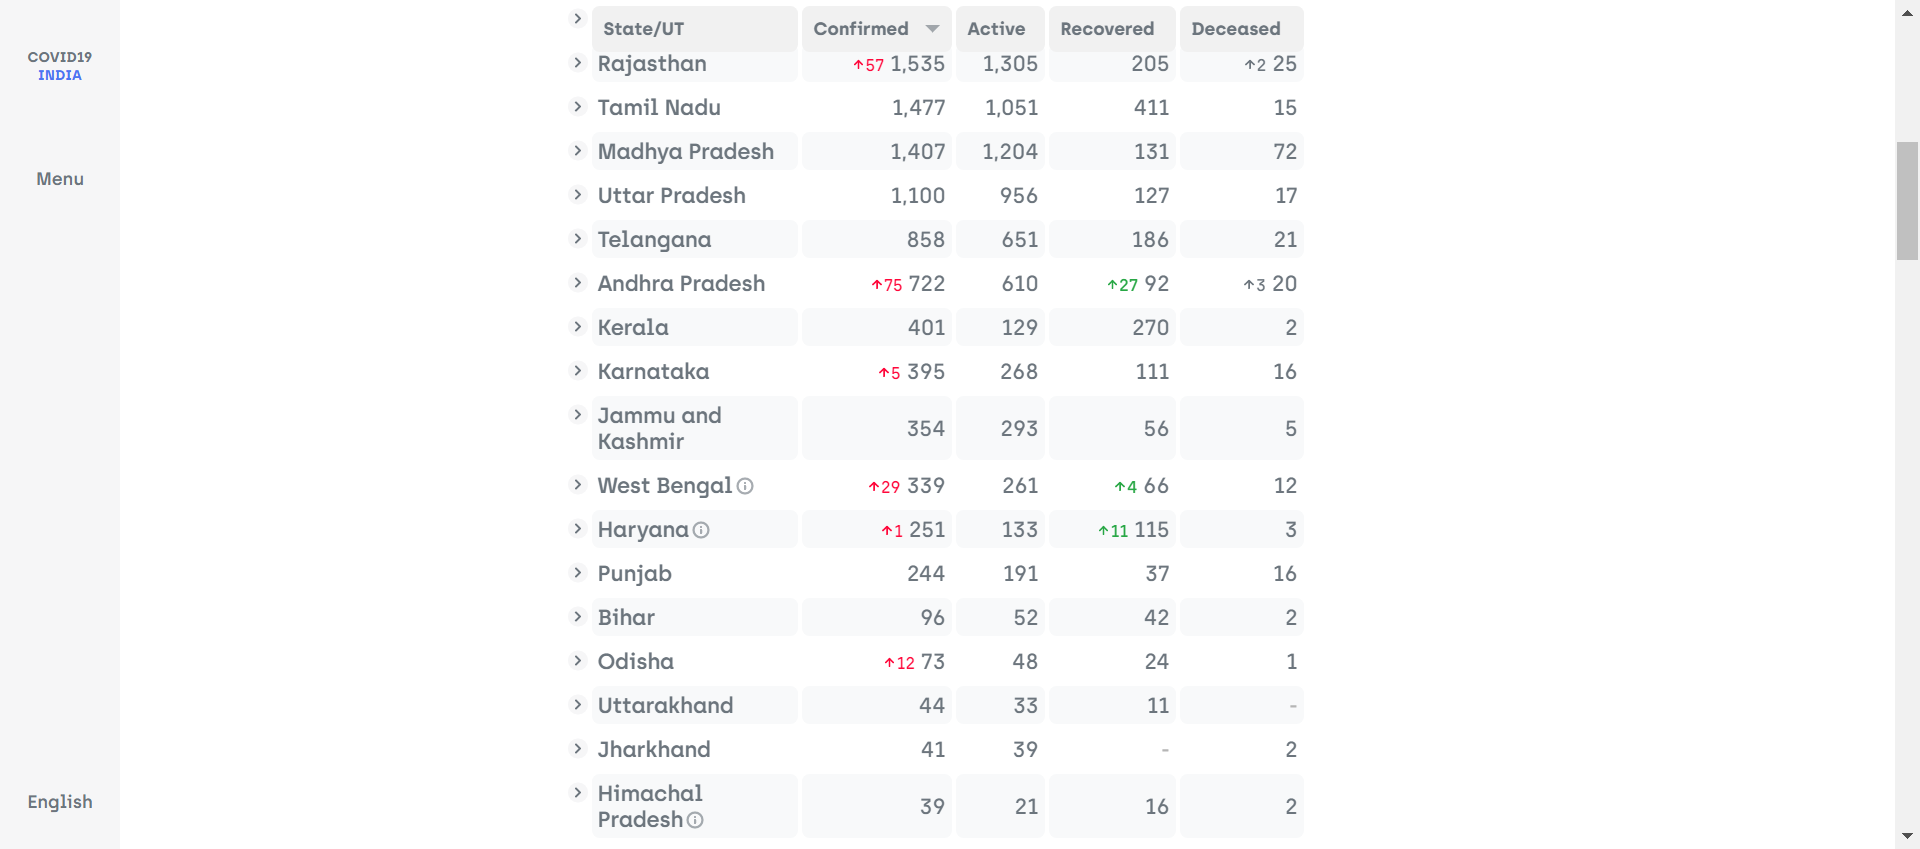 COVID19
INDIA
Menu
English
State/UT Confirmed Active Recovered Deceased
Rajasthan ↑57 1,535 1,305 205 ↑2 25
Tamil Nadu 1,477 1,051 411 15
Madhya Pradesh 1,407 1,204 131 72
Uttar Pradesh 1,100 956 127 17
Telangana 858 651 186 21
Andhra Pradesh ↑75 722 610 ↑27 92 ↑3 20
Kerala 401 129 270 2
Karnataka ↑5 395 268 111 16
Jammu and
Kashmir 354 293 56 5
West Bengal ↑29 339 261 ↑4 66 12
Haryana ↑1 251 133 ↑11 115 3
Punjab 244 191 37 16
Bihar 96 52 42 2
Odisha ↑12 73 48 24 1
Uttarakhand 44 33 11 -
Jharkhand 41 39 - 2
Himachal
Pradesh 39 21 16 2